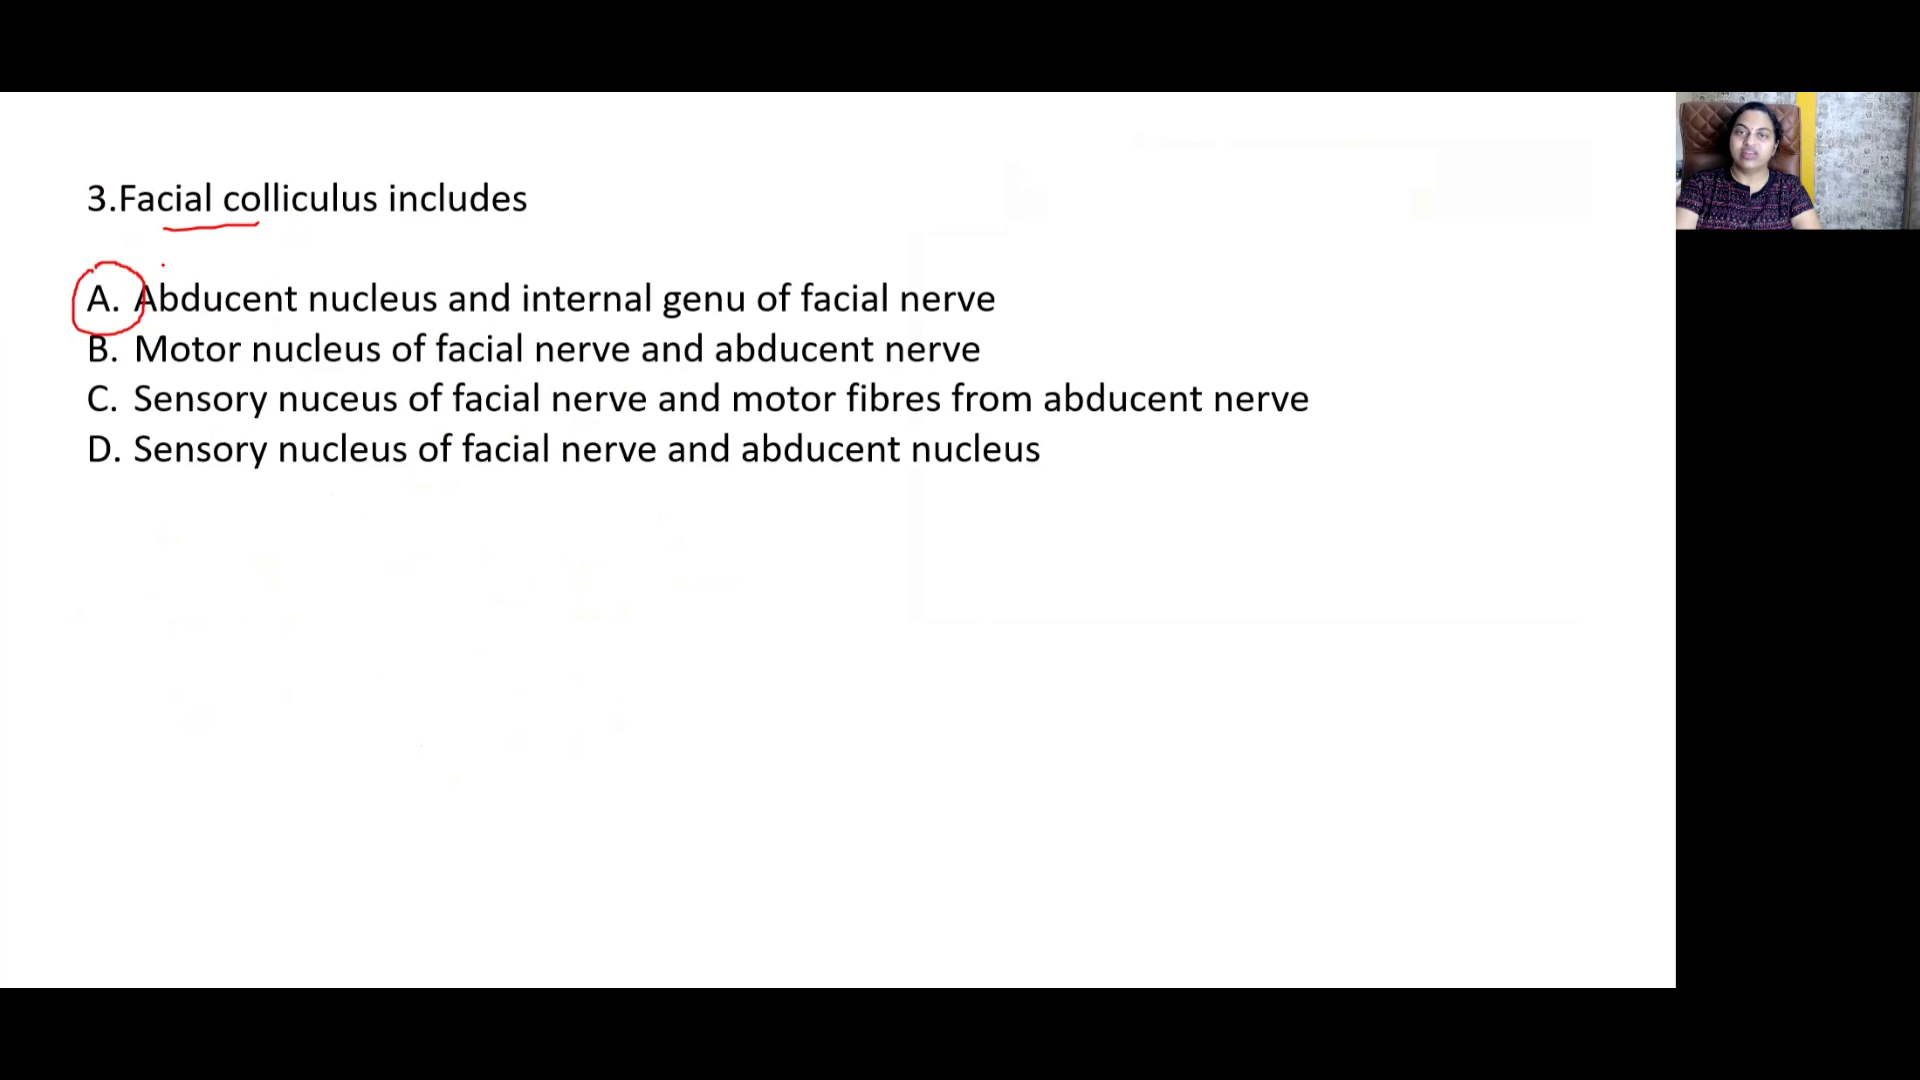 3.Facial colliculus includes
A. Abducent nucleus and internal genu of facial nerve
B. Motor nucleus of facial nerve and abducent nerve
C. Sensory nuceus of facial nerve and motor fibres from abducent nerve
D. Sensory nucleus of facial nerve and abducent nucleus